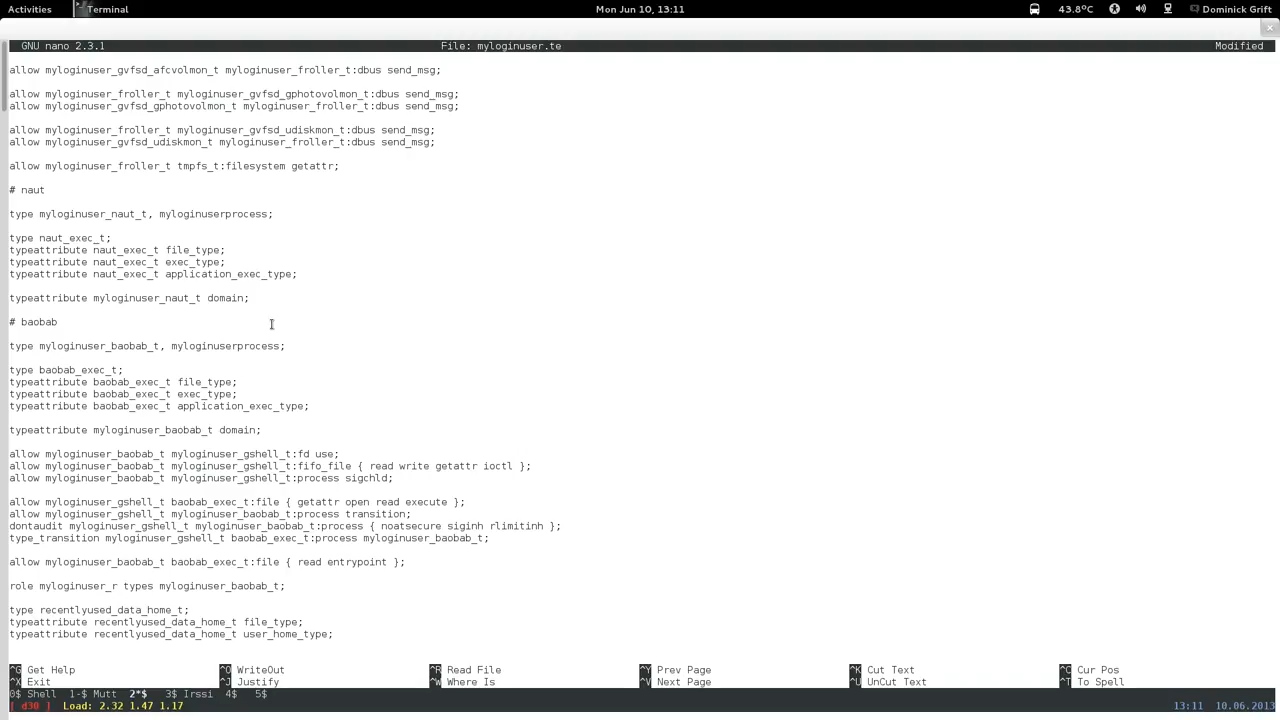 Activities Terminal Mon Jun 10, 13:11 43.8°C Dominick Grift
GNU nano 2.3.1 File: myloginuser.te Modified
allow myloginuser_gvfsd_afcvolmon_t myloginuser_froller_t:dbus send_msg;
allow myloginuser_froller_t myloginuser_gvfsd_gphotovolmon_t:dbus send_msg;
allow myloginuser_gvfsd_gphotovolmon_t myloginuser_froller_t:dbus send_msg;
allow myloginuser_froller_t myloginuser_gvfsd_udiskmon_t:dbus send_msg;
allow myloginuser_gvfsd_udiskmon_t myloginuser_froller_t:dbus send_msg;
allow myloginuser_froller_t tmpfs_t:filesystem getattr;
# naut
type myloginuser_naut_t, myloginuserprocess;
type naut_exec_t;
typeattribute naut_exec_t file_type;
typeattribute naut_exec_t exec_type;
typeattribute naut_exec_t application_exec_type;
typeattribute myloginuser_naut_t domain;
# baobab
type myloginuser_baobab_t, myloginuserprocess;
type baobab_exec_t;
typeattribute baobab_exec_t file_type;
typeattribute baobab_exec_t exec_type;
typeattribute baobab_exec_t application_exec_type;
typeattribute myloginuser_baobab_t domain;
allow myloginuser_baobab_t myloginuser_gshell_t:fd use;
allow myloginuser_baobab_t myloginuser_gshell_t:fifo_file { read write getattr ioctl };
allow myloginuser_baobab_t myloginuser_gshell_t:process sigchld;
allow myloginuser_gshell_t baobab_exec_t:file { getattr open read execute };
allow myloginuser_gshell_t myloginuser_baobab_t:process transition;
dontaudit myloginuser_gshell_t myloginuser_baobab_t:process { noatsecure siginh rlimitinh };
type_transition myloginuser_gshell_t baobab_exec_t:process myloginuser_baobab_t;
allow myloginuser_baobab_t baobab_exec_t:file { read entrypoint };
role myloginuser_r types myloginuser_baobab_t;
type recentlyused_data_home_t;
typeattribute recentlyused_data_home_t file_type;
typeattribute recentlyused_data_home_t user_home_type;
^G Get Help ^O WriteOut ^R Read File ^Y Prev Page ^K Cut Text ^C Cur Pos
^X Exit ^J Justify ^W Where Is ^V Next Page ^U UnCut Text ^T To Spell
0$ Shell 1-$ Mutt 2*$ 3$ Irssi 4$ 5$
[ d30 ] Load: 2.32 1.47 1.17 13:11 10.06.2013